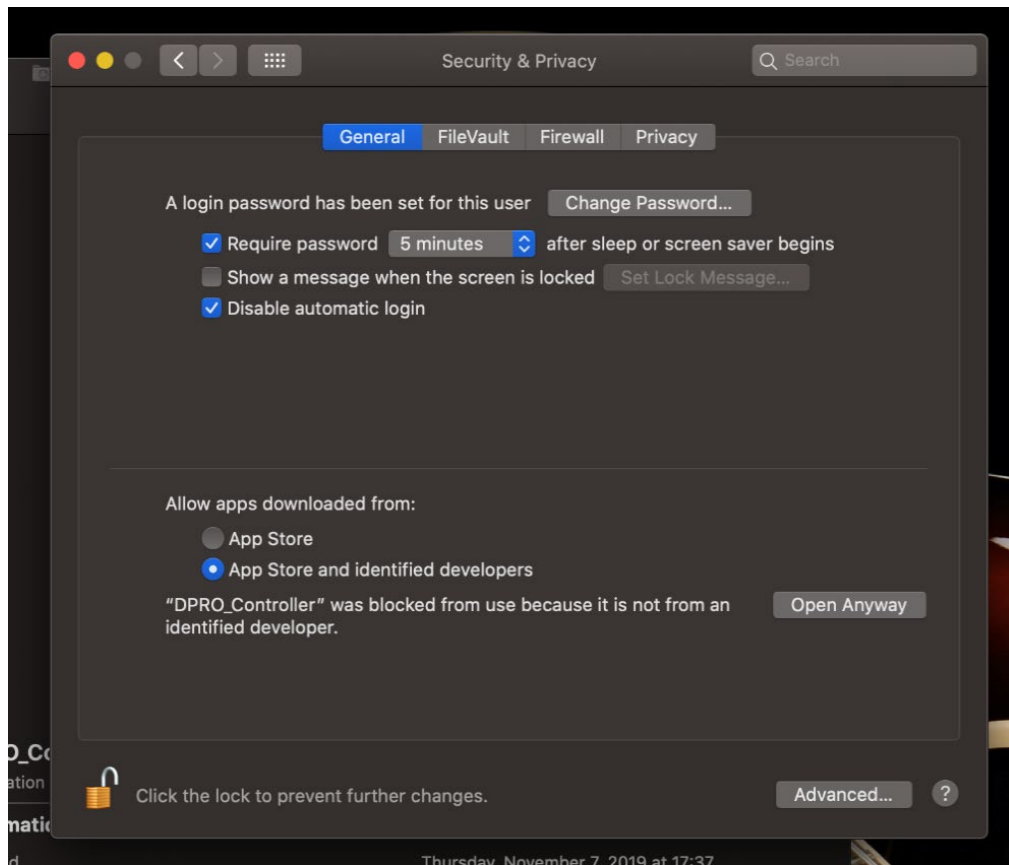 Security & Privacy
Search
General FileVault Firewall Privacy
A login password has been set for this user Change Password...
Require password 5 minutes after sleep or screen saver begins
Show a message when the screen is locked Set Lock Message...
Disable automatic login
Allow apps downloaded from:
App Store
App Store and identified developers
“DPRO_Controller” was blocked from use because it is not from an Open Anyway
identified developer.
Click the lock to prevent further changes. Advanced... ?
Thursday, November 7, 2019 at 17:37